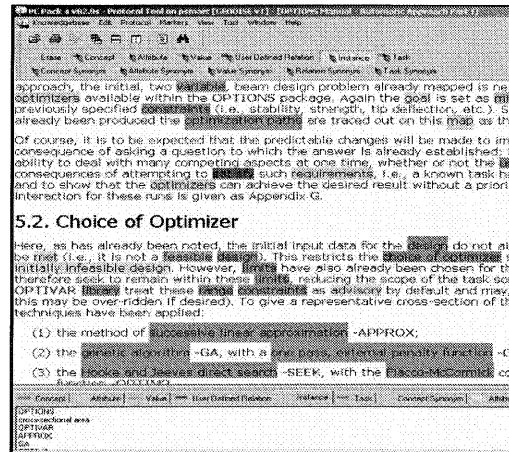 PC Pack 4 - Protocol Tool on pcmser [GEODISE v1] - [OPTIONS Manual - Automatic Approach Pack 1]
Knowledgebase Edit Protocol Markers View Tool Window Help
Erase Concept Attribute Value User Defined Relation Instance Task
Concept Synonym Attribute Synonym Value Synonym Relation Synonym Task Synonym
approach, the initial, two variable, beam design problem already mapped is ne
optimizers available within the OPTIONS package. Again the goal is set as mi
previously specified constraints (i.e., stability, strength, tip deflection, etc.). S
already been produced the optimization paths are traced out on this map as th
Of course, it is to be expected that the predictable changes will be made to im
consequence of asking a question to which the answer is already established;
ability to deal with many competing aspects at one time, whether or not the
consequences of attempting to satisfy such requirements, i.e., a known task ha
and to show that the optimizers can achieve the desired result without a priori
interaction for these runs is given as Appendix G.
5.2. Choice of Optimizer
Here, as has already been noted, the initial input data for the design do not al
be met (i.e., it is not a feasible design). This restricts the choice of optimizer s
initially infeasible design. However, limits have also already been chosen for th
therefore seek to remain within these limits, reducing the scope of the task so
OPTIVAR library treat these range constraints as advisory by default and may
this may be over-ridden if desired). To give a representative cross-section of th
techniques have been applied:
(1) the method of successive linear approximation -APPROX;
(2) the genetic algorithm -GA, with a one pass, external penalty function -O
(3) the Hooke and Jeeves direct search -SEEK, with the Fiacco-McCormick co
function -OPTIMO
Concept Attribute Value User Defined Relation Instance Task Concept Synonym Attrib
OPTIONS
cross-sectional area
OPTIVAR
APPROX
GA